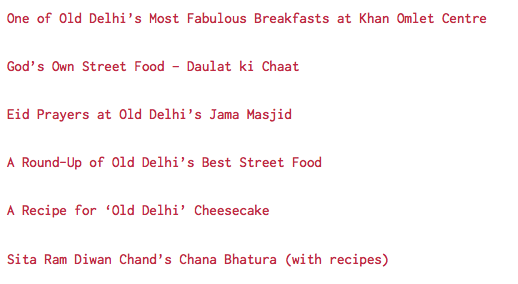 One of Old Delhi’s Most Fabulous Breakfasts at Khan Omlet Centre
God’s Own Street Food – Daulat ki Chaat
Eid Prayers at Old Delhi’s Jama Masjid
A Round-Up of Old Delhi’s Best Street Food
A Recipe for ‘Old Delhi’ Cheesecake
Sita Ram Diwan Chand’s Chana Bhatura (with recipes)